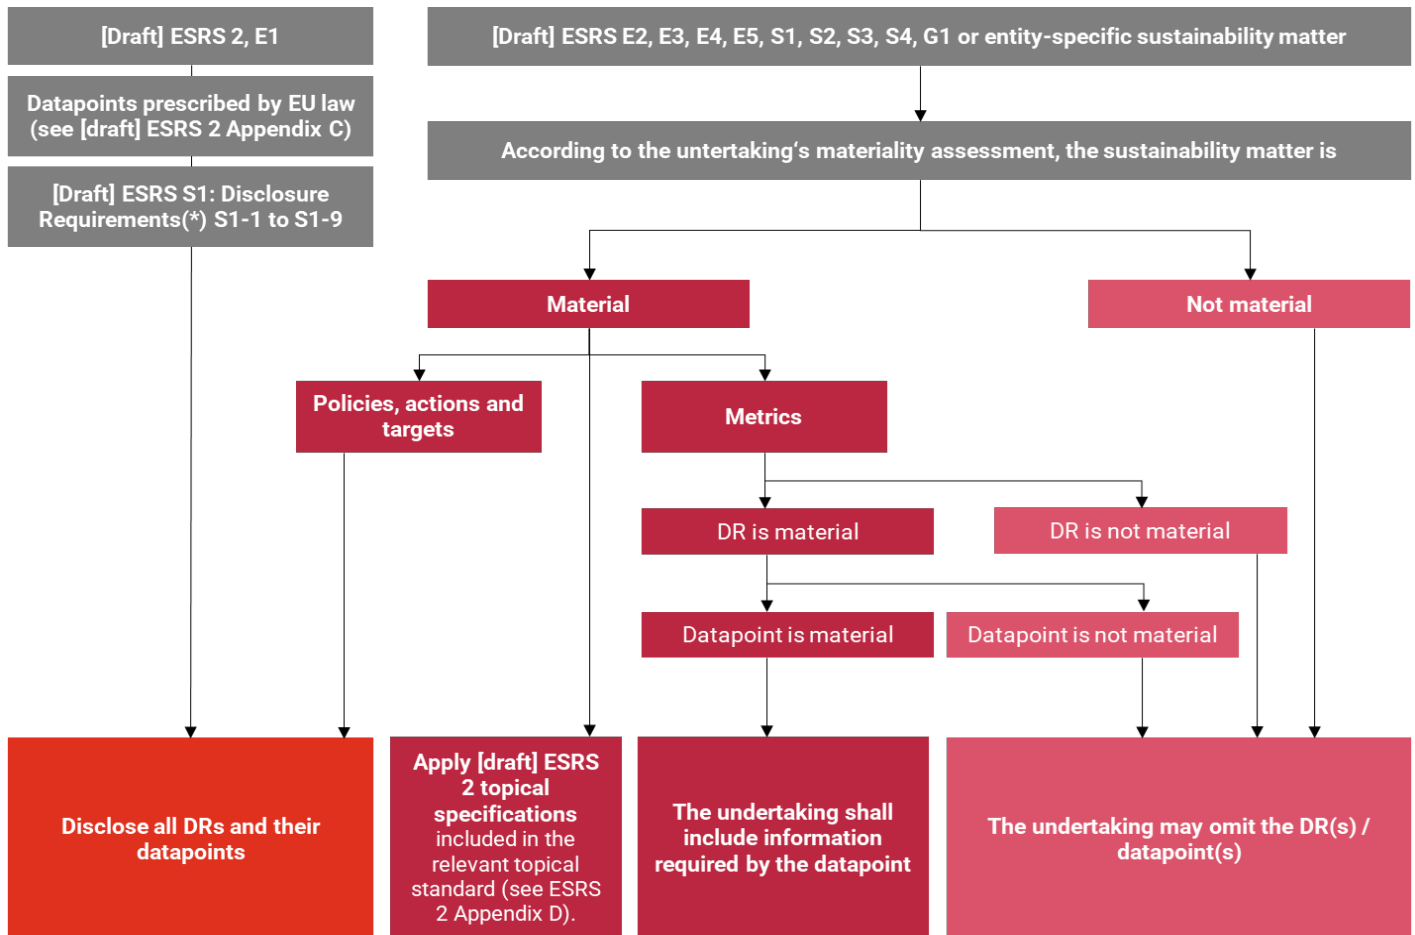 [Draft] ESRS 2, E1
[Draft] ESRS E2, E3, E4, E5, S1, S2, S3, S4, G1 or entity-specific sustainability matter
Datapoints prescribed by EU law
(see [draft] ESRS 2 Appendix C)
According to the untertaking‘s materiality assessment, the sustainability matter is
[Draft] ESRS S1: Disclosure
Requirements(*) S1-1 to S1-9
Material
Not material
Policies, actions and
targets
Metrics
DR is material
DR is not material
Datapoint is material
Datapoint is not material
Disclose all DRs and their
datapoints
Apply [draft] ESRS
2 topical
specifications
included in the
relevant topical
standard (see ESRS
2 Appendix D).
The undertaking shall
include information
required by the datapoint
The undertaking may omit the DR(s) /
datapoint(s)